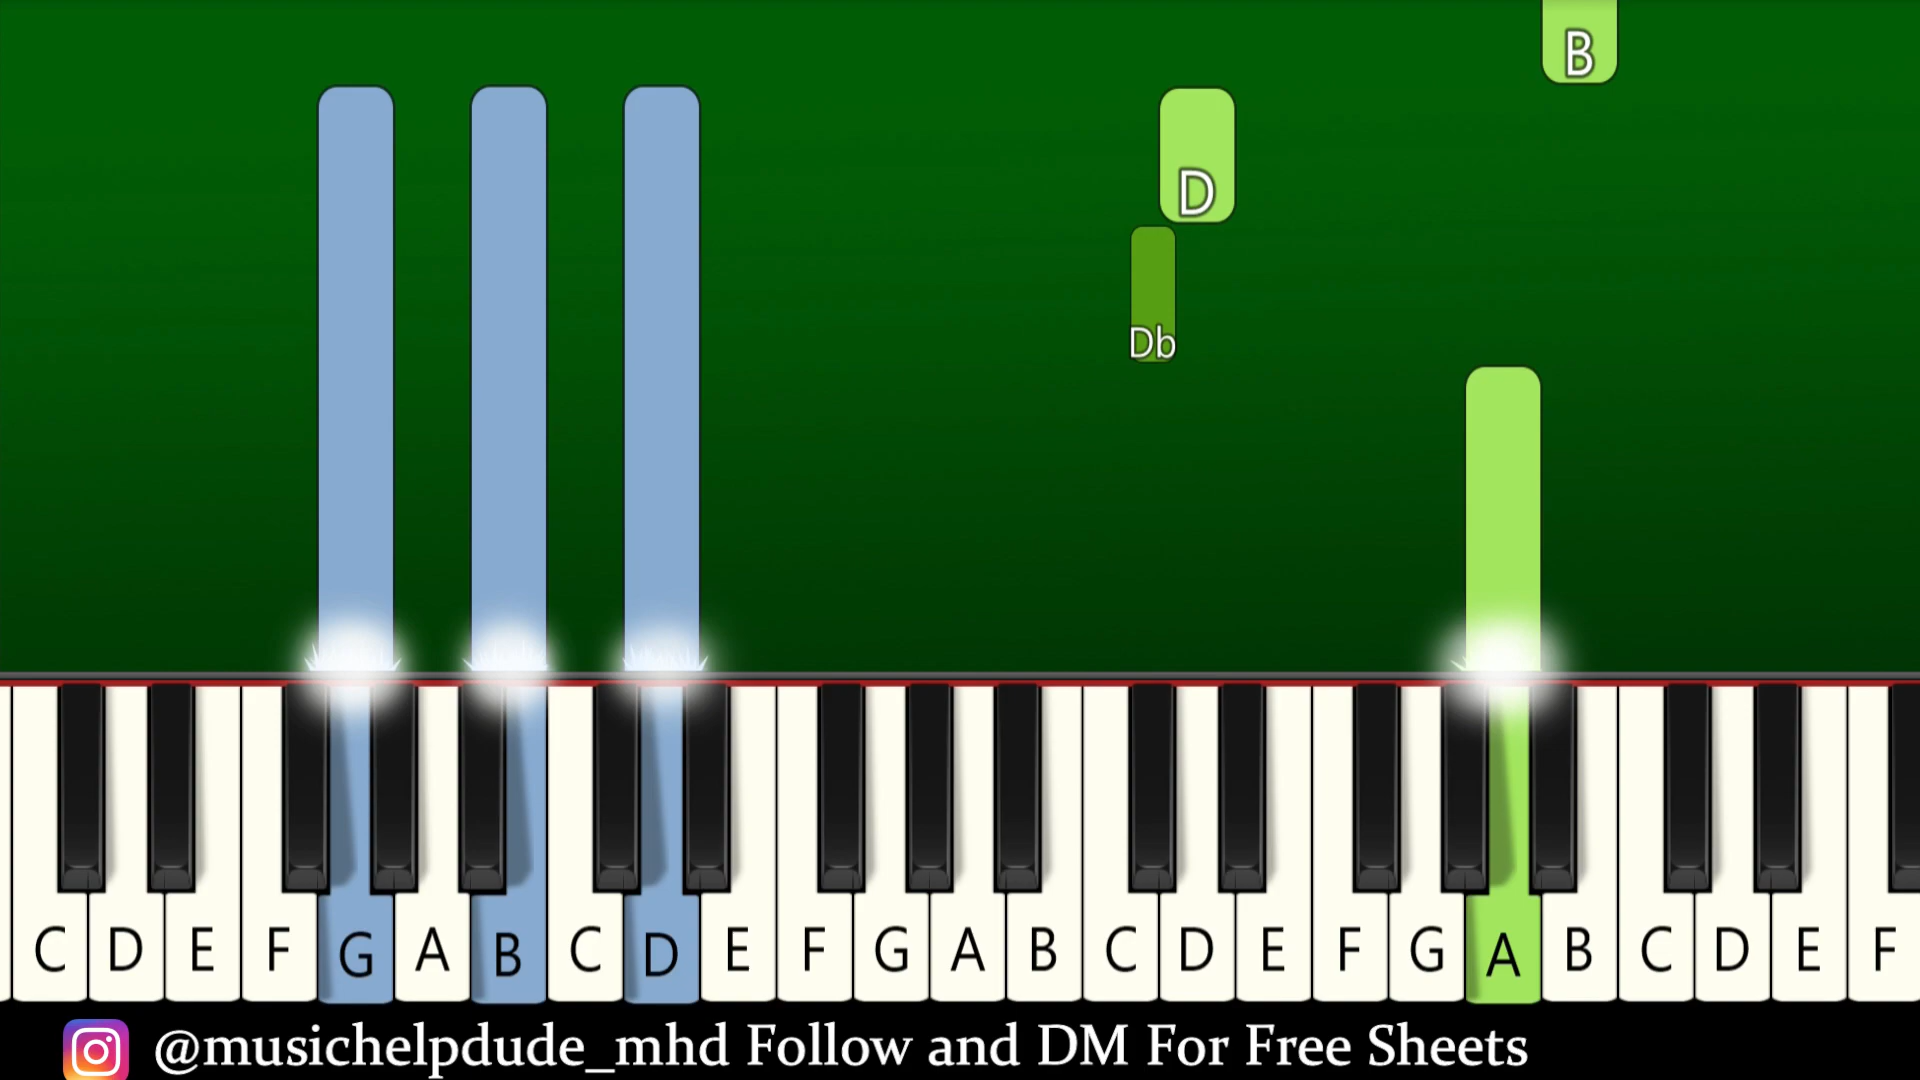 B
D
Db
C D E F G A B C D E F G A B C D E F G A B C D E F
@musichelpdude_mhd Follow and DM For Free Sheets